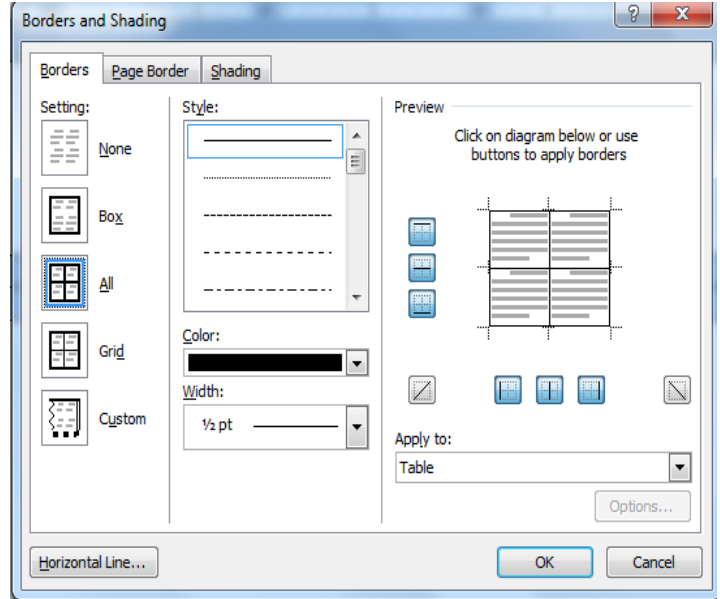 Borders and Shading
Borders
Page Border
Shading
Setting:
None
Box
All
Grid
Custom
Style:
Color:
Width:
½ pt
Preview
Click on diagram below or use
buttons to apply borders
Apply to:
Table
Options...
Horizontal Line...
OK
Cancel